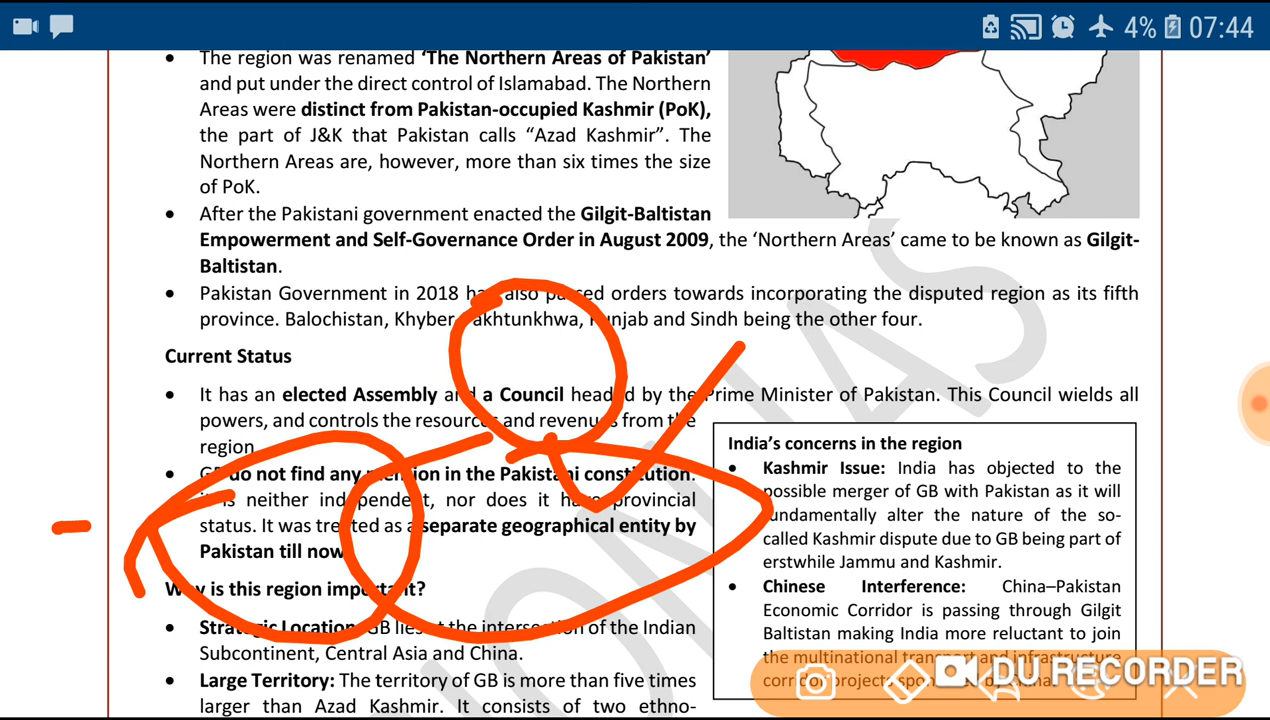 4% 07:44
The region was renamed ‘The Northern Areas of Pakistan’
and put under the direct control of Islamabad. The Northern
Areas were distinct from Pakistan-occupied Kashmir (PoK),
the part of J&K that Pakistan calls “Azad Kashmir”. The
Northern Areas are, however, more than six times the size
of PoK.
After the Pakistani government enacted the Gilgit-Baltistan
Empowerment and Self-Governance Order in August 2009, the ‘Northern Areas’ came to be known as Gilgit-
Baltistan.
Pakistan Government in 2018 has also passed orders towards incorporating the disputed region as its fifth
province. Balochistan, Khyber Pakhtunkhwa, Punjab and Sindh being the other four.
Current Status
It has an elected Assembly and a Council headed by the Prime Minister of Pakistan. This Council wields all
powers, and controls the resources and revenues from the
region.
GB do not find any mention in the Pakistani constitution.
It is neither independent, nor does it have provincial
status. It was treated as a separate geographical entity by
Pakistan till now
Why is this region important?
Strategic Location: GB lies at the intersection of the Indian
Subcontinent, Central Asia and China.
Large Territory: The territory of GB is more than five times
larger than Azad Kashmir. It consists of two ethno-
India’s concerns in the region
Kashmir Issue: India has objected to the
possible merger of GB with Pakistan as it will
fundamentally alter the nature of the so-
called Kashmir dispute due to GB being part of
erstwhile Jammu and Kashmir.
Chinese Interference: China–Pakistan
Economic Corridor is passing through Gilgit
Baltistan making India more reluctant to join
the multinational transport and infrastructure
corridor projects sponsored by China.
DU RECORDER